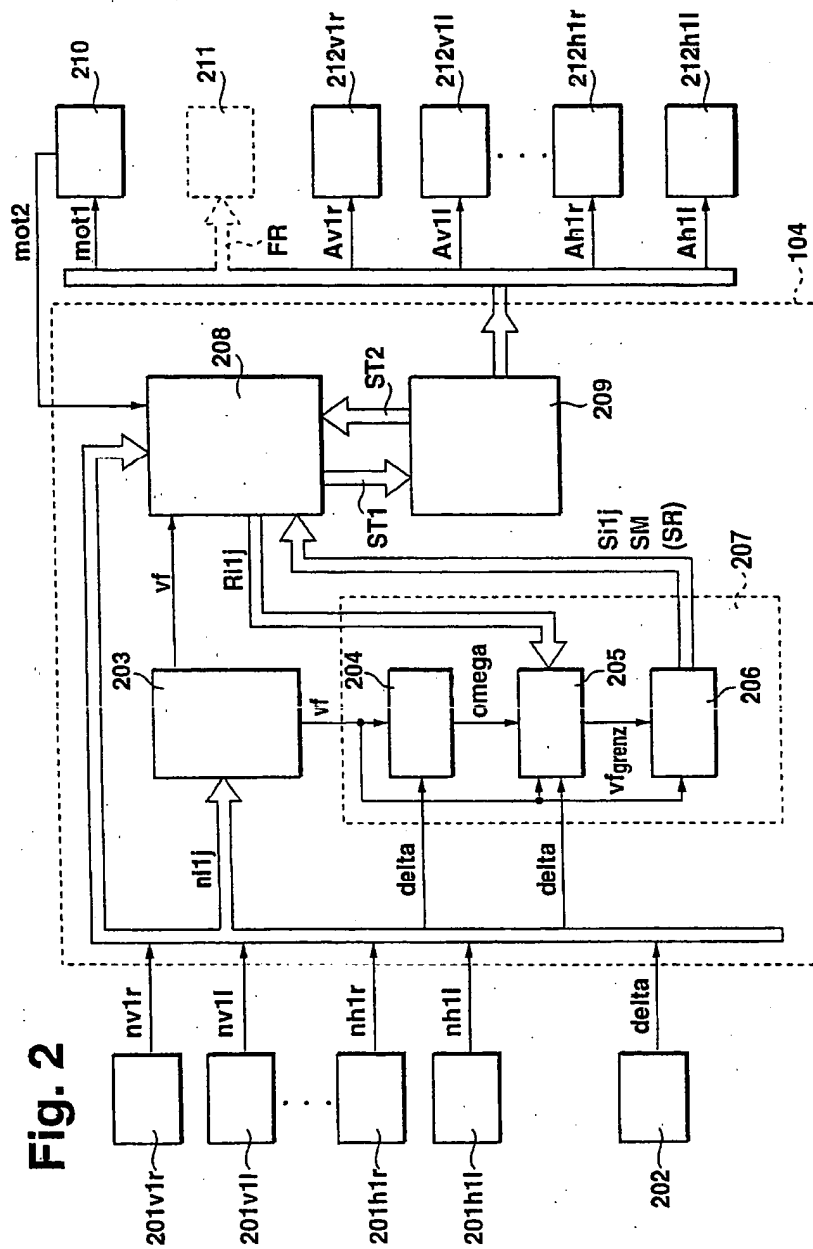 Fig. 2
201v1r
201v1l
201h1r
201h1l
202
nv1r
nv1l
nh1r
nh1l
delta
ni1j
delta
delta
203
vf
vf
204
omega
205
vfgrenz
206
207
Ri1j
Si1j
SM
(SR)
208
ST1
ST2
209
104
mot2
mot1
FR
Av1r
Av1l
Ah1r
Ah1l
210
211
212v1r
212v1l
212h1r
212h1l